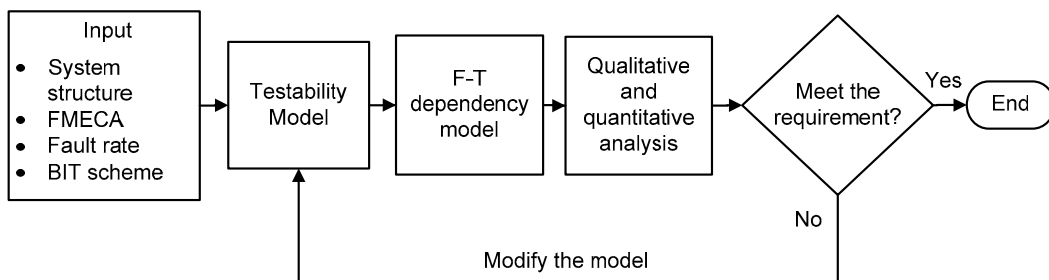 Input
• System
structure
• FMECA
• Fault rate
• BIT scheme
Testability
Model
F-T
dependency
model
Qualitative
and
quantitative
analysis
Meet the
requirement?
Yes
End
No
Modify the model